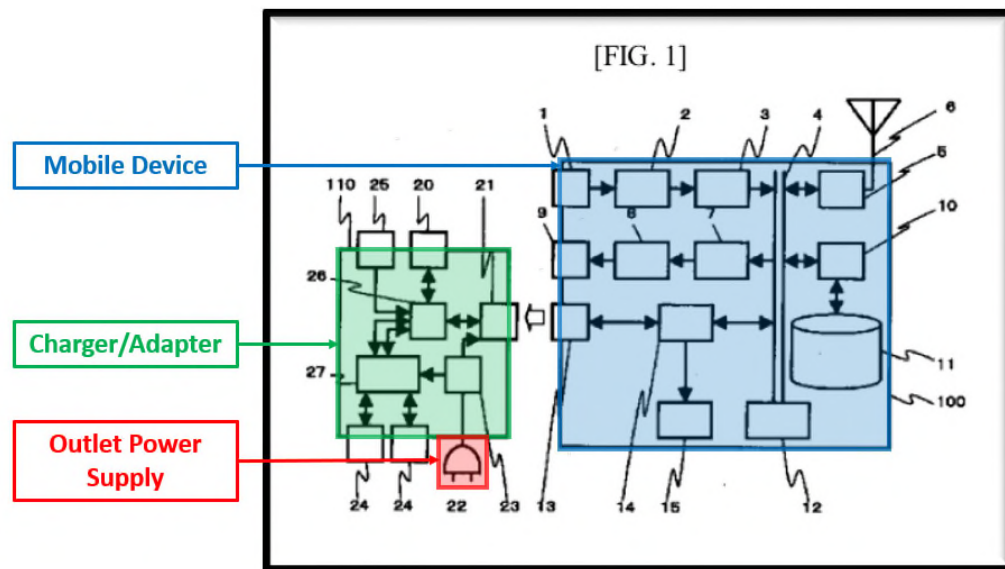 [FIG. 1]
1 2 3 4 6
5
Mobile Device
110 25 20 21
9 8 7 10
26
Charger/Adapter
27
11
100
Outlet Power
Supply
24 24 22 23 13 14 15 12